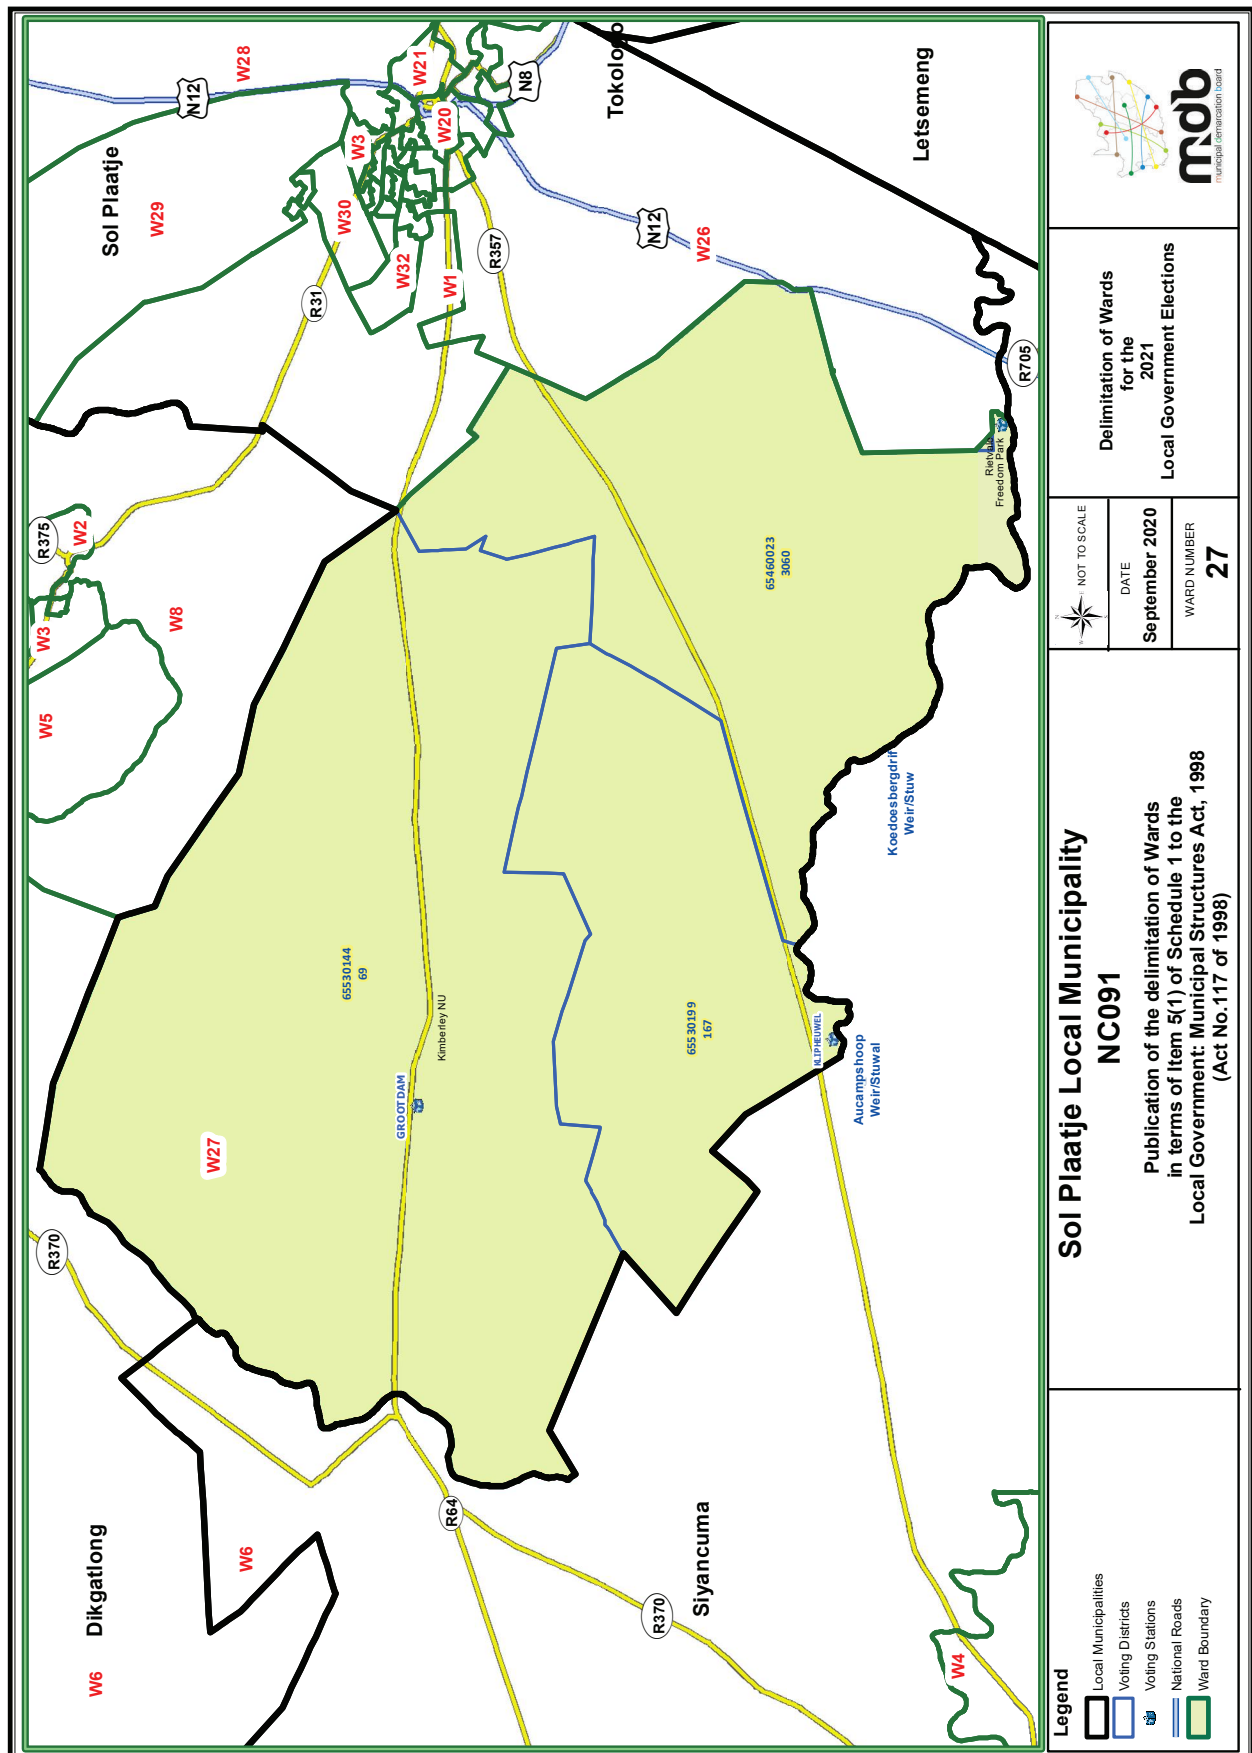 Dikgatlong
W6
W6
R370
W27
W5
W3
W8
W2
R375
Sol Plaatje
W29
W28
N12
R31
W30
W3
W32
W1
W21
W20
N8
R357
Tokoloo
N12
W26
Letsemeng
R705
65530144
69
GROOT DAM
Kimberley NU
65530199
167
65460023
3060
Freedom Park
KLIPHEUWEL
Aucampshoop
Weir/Stuwal
Koedoesbergdrif
Weir/Stuw
R64
R370
Siyancuma
W4
Legend
Local Municipalities
Voting Districts
Voting Stations
National Roads
Ward Boundary
Sol Plaatje Local Municipality
NC091
Publication of the delimitation of Wards
in terms of Item 5(1) of Schedule 1 to the
Local Government: Municipal Structures Act, 1998
(Act No.117 of 1998)
N
W
E
S
NOT TO SCALE
DATE
September 2020
WARD NUMBER
27
Delimitation of Wards
for the
2021
Local Government Elections
mdb
municipal demarcation board